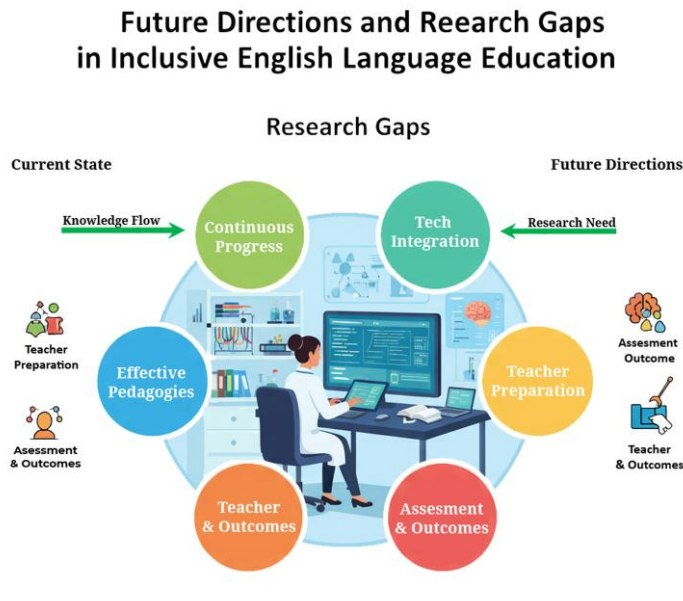 Future Directions and Rearch Gaps
in Inclusive English Language Education
Research Gaps
Current State
Future Directions
Knowledge Flow
Continuous
Progress
Tech
Integration
Research Need
Teacher
Preparation
Effective
Pedagogies
Teacher
Preparation
Assesment
Outcome
Asessment
& Outcomes
Teacher
& Outcomes
Teacher
& Outcomes
Assesment
& Outcomes